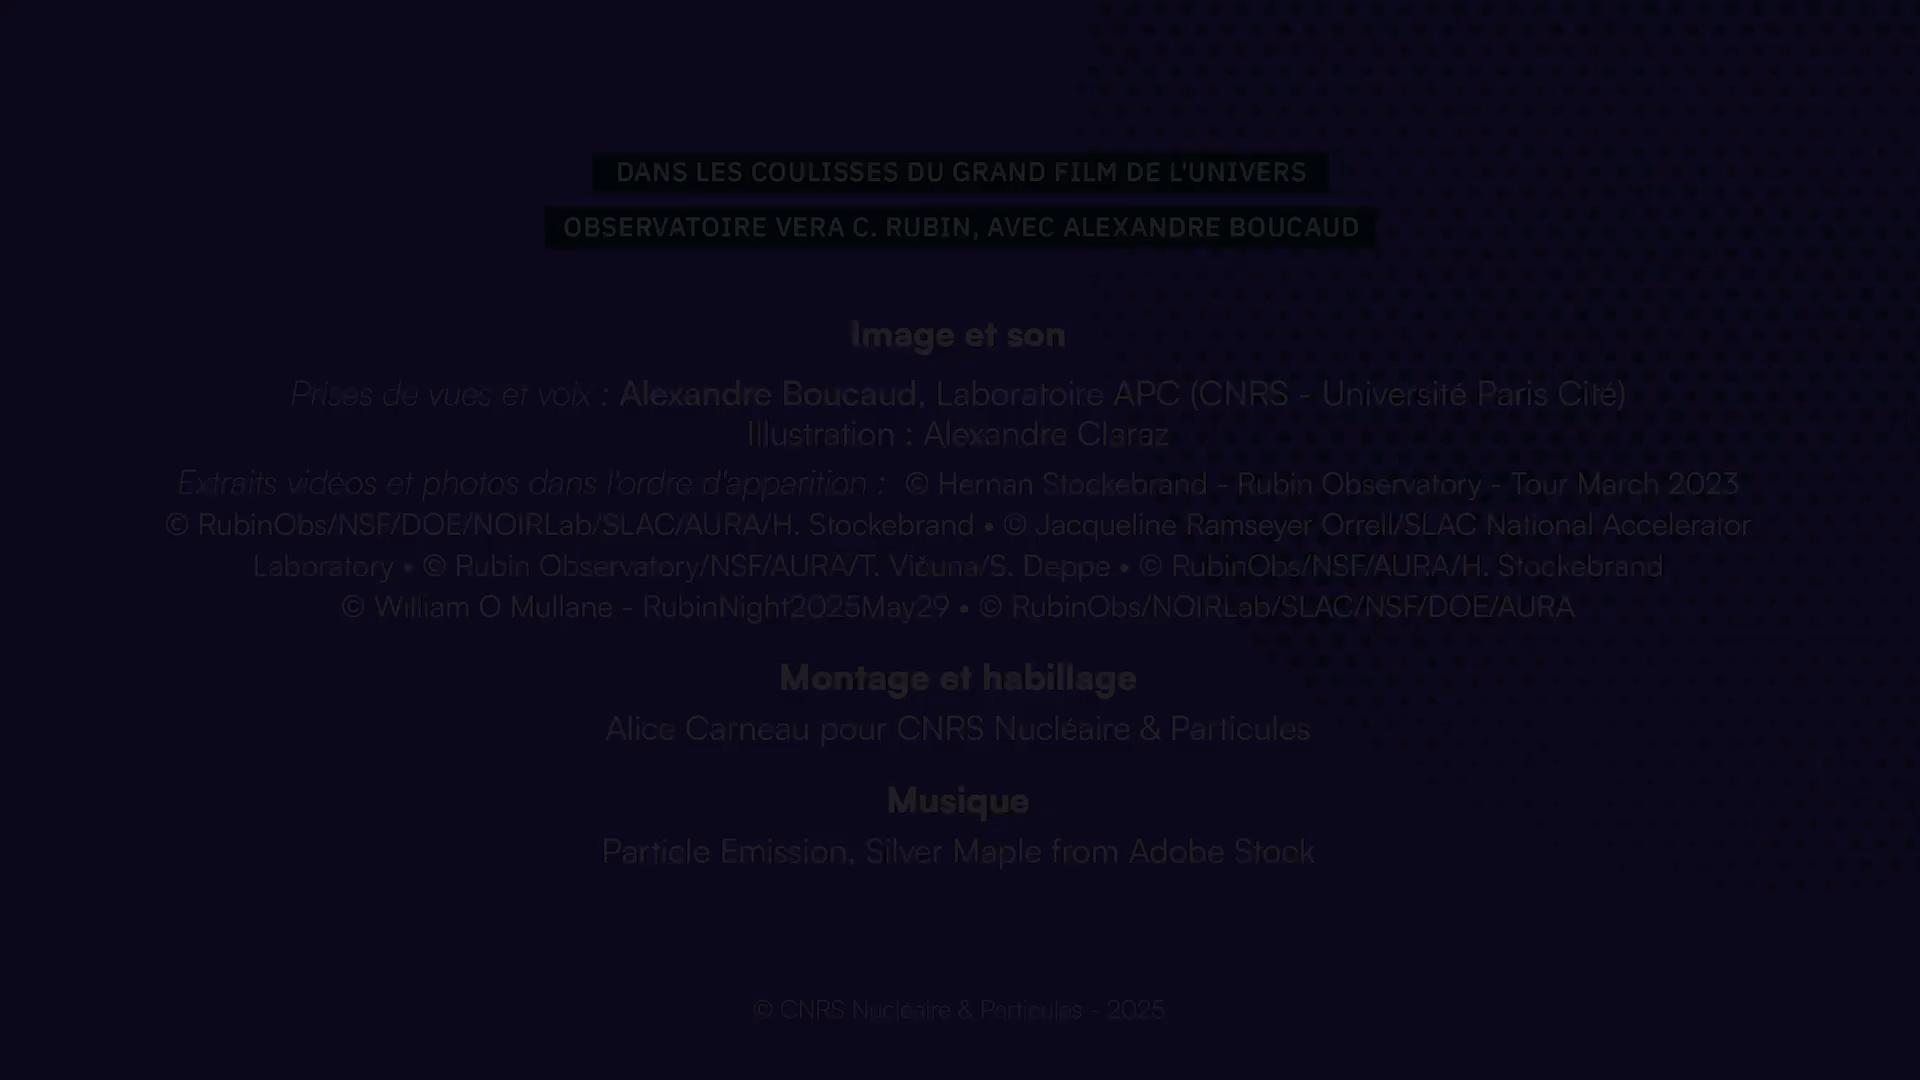 DANS LES COULISSES DU GRAND FILM DE L'UNIVERS
OBSERVATOIRE VERA C. RUBIN, AVEC ALEXANDRE BOUCAUD
Image et son
Prises de vues et voix : Alexandre Boucaud, Laboratoire APC (CNRS - Université Paris Cité)
Illustration : Alexandre Claraz
Extraits vidéos et photos dans l'ordre d'apparition : © Hernan Stockebrand - Rubin Observatory - Tour March 2023
© RubinObs/NSF/DOE/NOIRLab/SLAC/AURA/H. Stockebrand • © Jacqueline Ramseyer Orrell/SLAC National Accelerator
Laboratory • © Rubin Observatory/NSF/AURA/T. Vičuna/S. Deppe • © RubinObs/NSF/AURA/H. Stockebrand
© William O Mullane - RubinNight2025May29 • © RubinObs/NOIRLab/SLAC/NSF/DOE/AURA
Montage et habillage
Alice Carneau pour CNRS Nucléaire & Particules
Musique
Particle Emission, Silver Maple from Adobe Stock
© CNRS Nucléaire & Particules - 2025